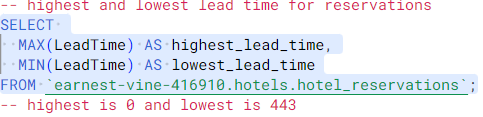 -- highest and lowest lead time for reservations
SELECT
MAX(LeadTime) AS highest_lead_time,
MIN(LeadTime) AS lowest_lead_time
FROM `earnest-vine-416910.hotels.hotel_reservations`;
-- highest is 0 and lowest is 443